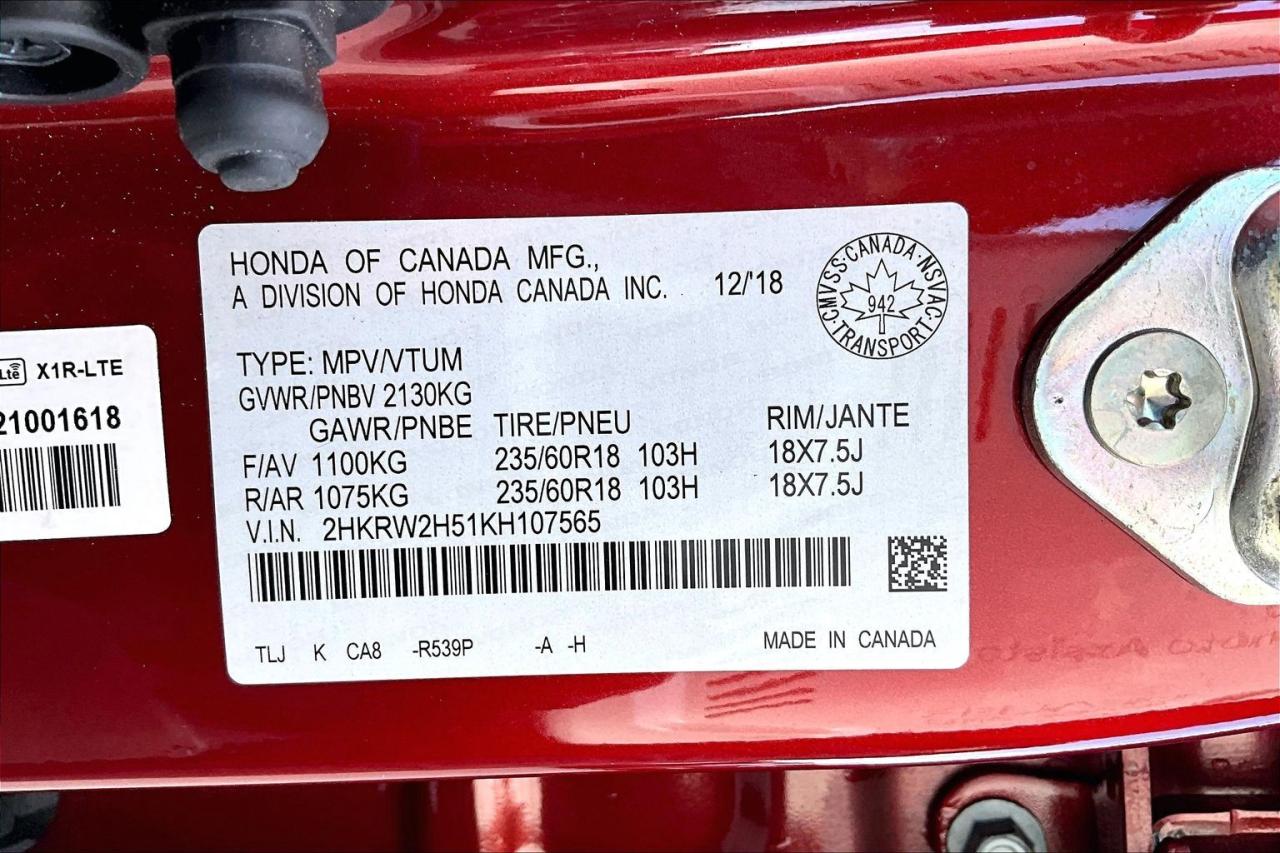 HONDA OF CANADA MFG.,
A DIVISION OF HONDA CANADA INC. 12/'18
CMVSS·CANADA·NSVAC·TRANSPORT·
942
TYPE: MPV/VTUM
GVWR/PNBV 2130KG
GAWR/PNBE TIRE/PNEU RIM/JANTE
F/AV 1100KG 235/60R18 103H 18X7.5J
R/AR 1075KG 235/60R18 103H 18X7.5J
V.I.N. 2HKRW2H51KH107565
TLJ K CA8 -R539P -A -H MADE IN CANADA
Lte X1R-LTE
21001618